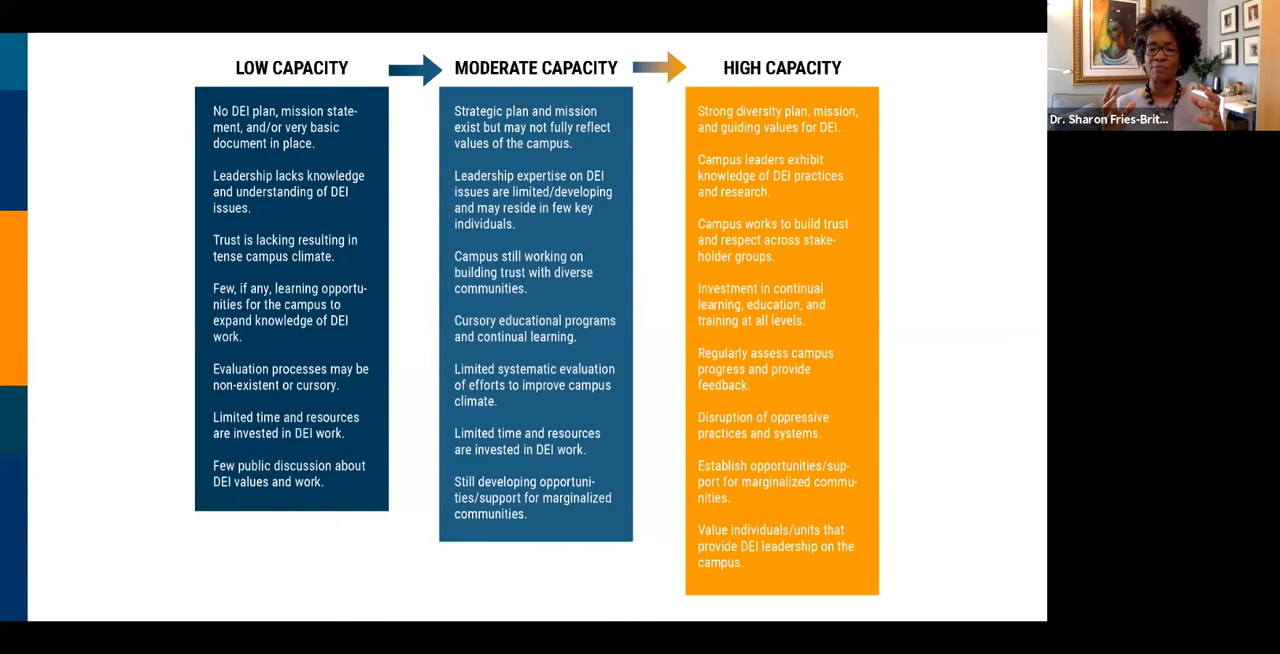 LOW CAPACITY
No DEI plan, mission state-
ment, and/or very basic
document in place.
Leadership lacks knowledge
and understanding of DEI
issues.
Trust is lacking resulting in
tense campus climate.
Few, if any, learning opportu-
nities for the campus to
expand knowledge of DEI
work.
Evaluation processes may be
non-existent or cursory.
Limited time and resources
are invested in DEI work.
Few public discussion about
DEI values and work.
MODERATE CAPACITY
Strategic plan and mission
exist but may not fully reflect
values of the campus.
Leadership expertise on DEI
issues are limited/developing
and may reside in few key
individuals.
Campus still working on
building trust with diverse
communities.
Cursory educational programs
and continual learning.
Limited systematic evaluation
of efforts to improve campus
climate.
Limited time and resources
are invested in DEI work.
Still developing opportuni-
ties/support for marginalized
communities.
HIGH CAPACITY
Strong diversity plan, mission,
and guiding values for DEI.
Campus leaders exhibit
knowledge of DEI practices
and research.
Campus works to build trust
and respect across stake-
holder groups.
Investment in continual
learning, education, and
training at all levels.
Regularly assess campus
progress and provide
feedback.
Disruption of oppressive
practices and systems.
Establish opportunities/sup-
port for marginalized commu-
nities.
Value individuals/units that
provide DEI leadership on the
campus.
Dr. Sharon Fries-Brit...